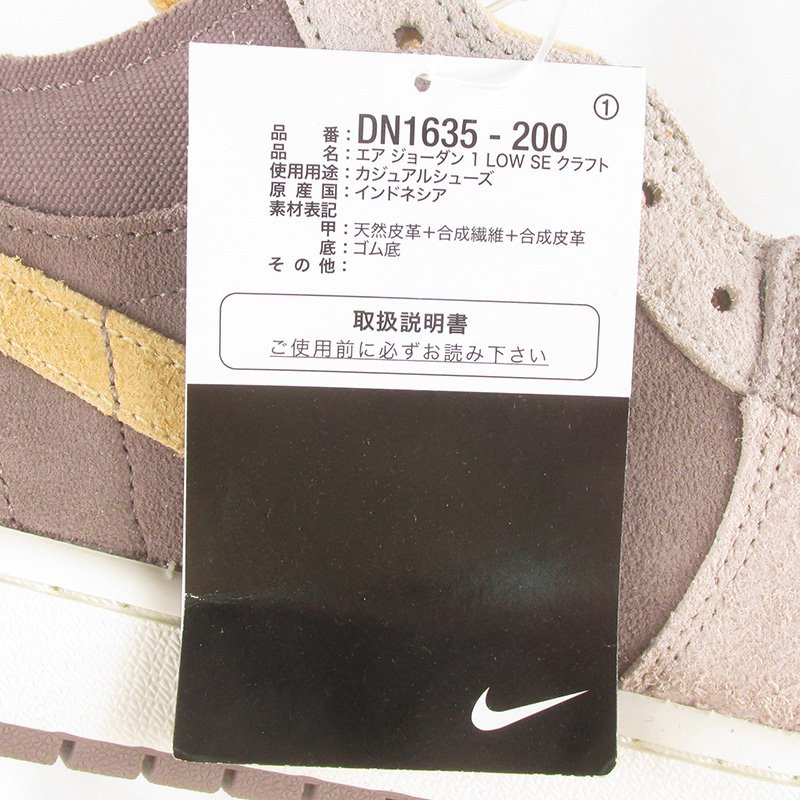 ①
品番：DN1635 - 200
品名：エア ジョーダン 1 LOW SE クラフト
使用用途：カジュアルシューズ
原産国：インドネシア
素材表記
甲：天然皮革＋合成繊維＋合成皮革
底：ゴム底
その他：
取扱説明書
ご使用前に必ずお読み下さい